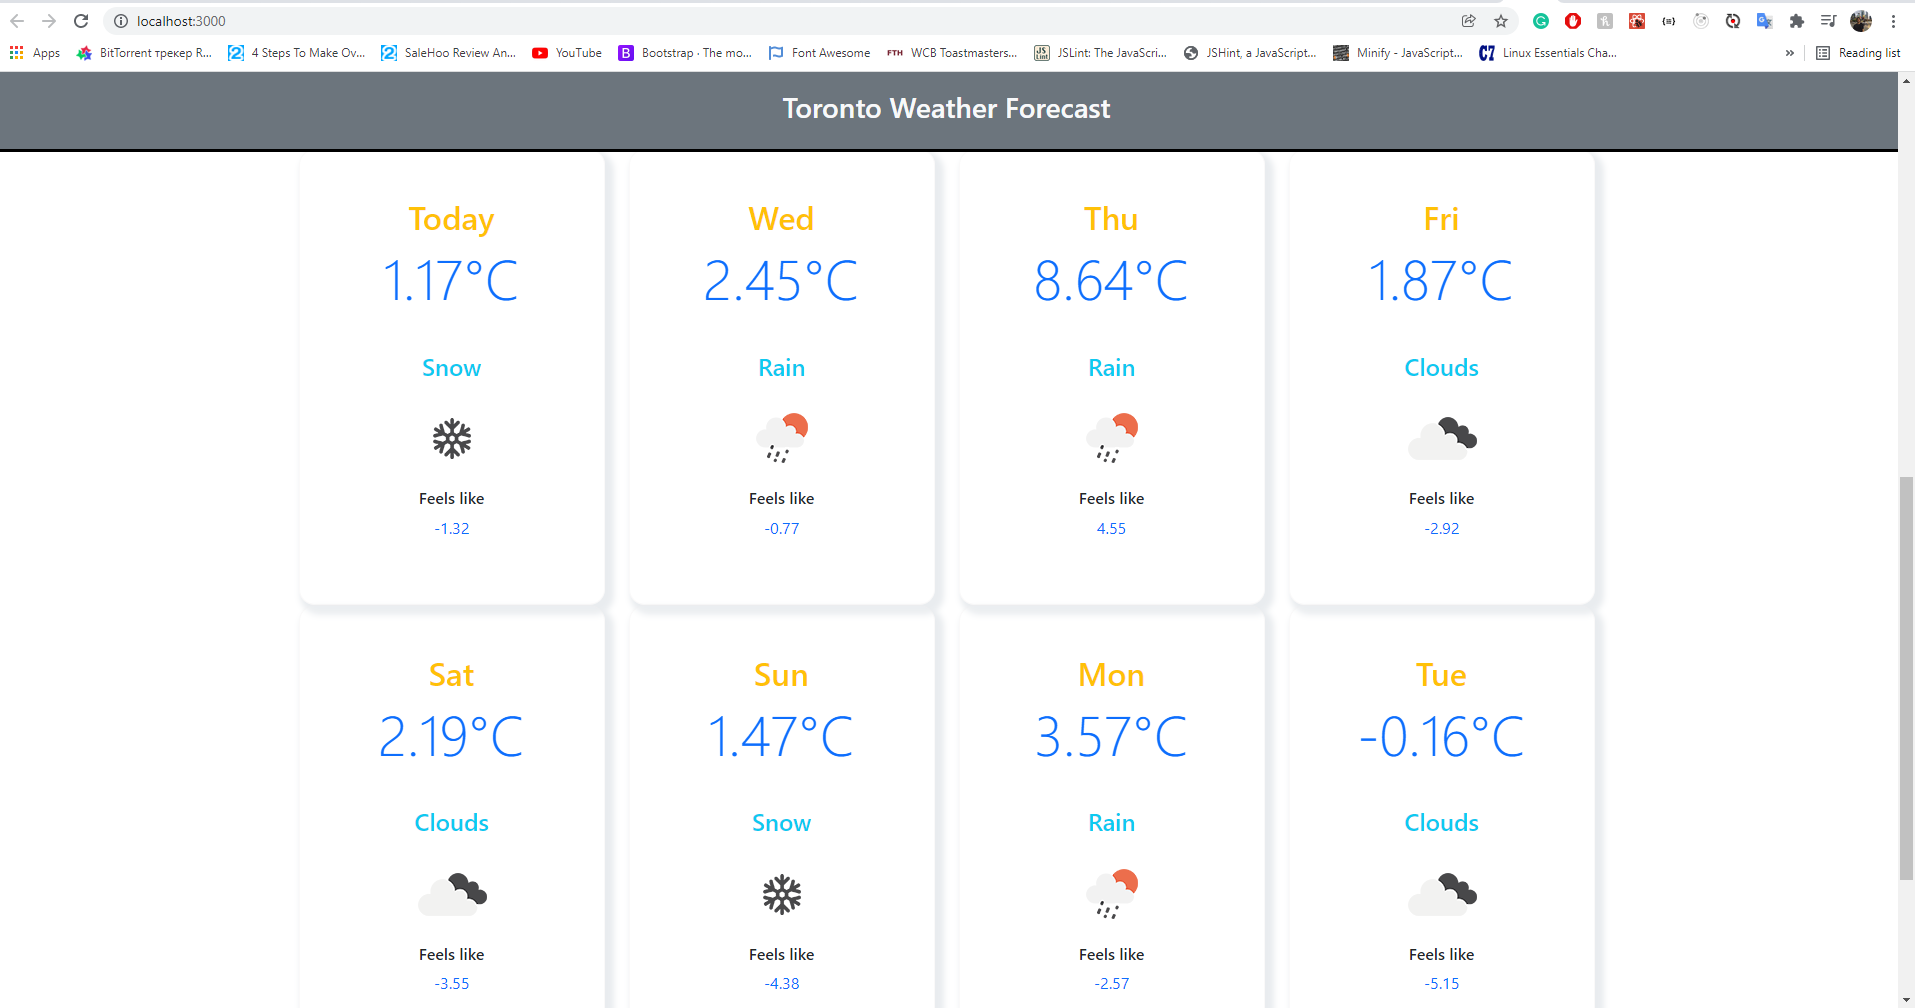 localhost:3000
Apps BitTorrent трекер R... 4 Steps To Make Ov... SaleHoo Review An... YouTube Bootstrap · The mo... Font Awesome FTH WCB Toastmasters... JS Lint JSLint: The JavaScri... JSHint, a JavaScript... Minify - JavaScript... Linux Essentials Cha... » Reading list
Toronto Weather Forecast
Today Wed Thu Fri
1.17°C 2.45°C 8.64°C 1.87°C
Snow Rain Rain Clouds
Feels like Feels like Feels like Feels like
-1.32 -0.77 4.55 -2.92
Sat Sun Mon Tue
2.19°C 1.47°C 3.57°C -0.16°C
Clouds Snow Rain Clouds
Feels like Feels like Feels like Feels like
-3.55 -4.38 -2.57 -5.15